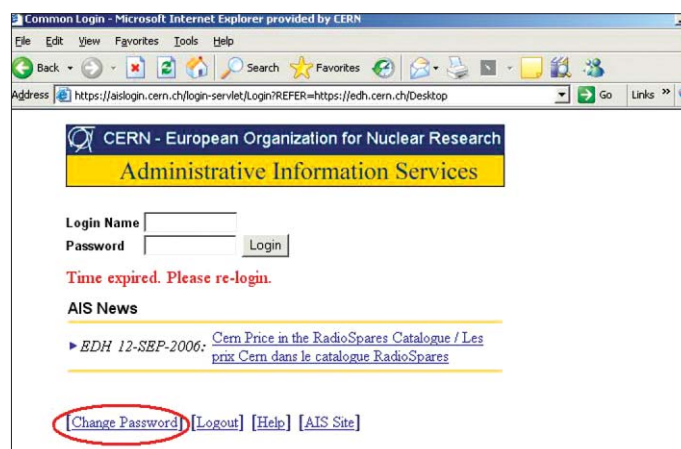 Common Login - Microsoft Internet Explorer provided by CERN
File Edit View Favorites Tools Help
Back Search Favorites
Address https://aislogin.cern.ch/login-servlet/Login?REFER=https=https://edh.cern.ch/Desktop Go Links »
CERN - European Organization for Nuclear Research
Administrative Information Services
Login Name
Password Login
Time expired. Please re-login.
AIS News
EDH 12-SEP-2006: Cern Price in the RadioSpares Catalogue / Les
prix Cern dans le catalogue RadioSpares
[Change Password] [Logout] [Help] [AIS Site]